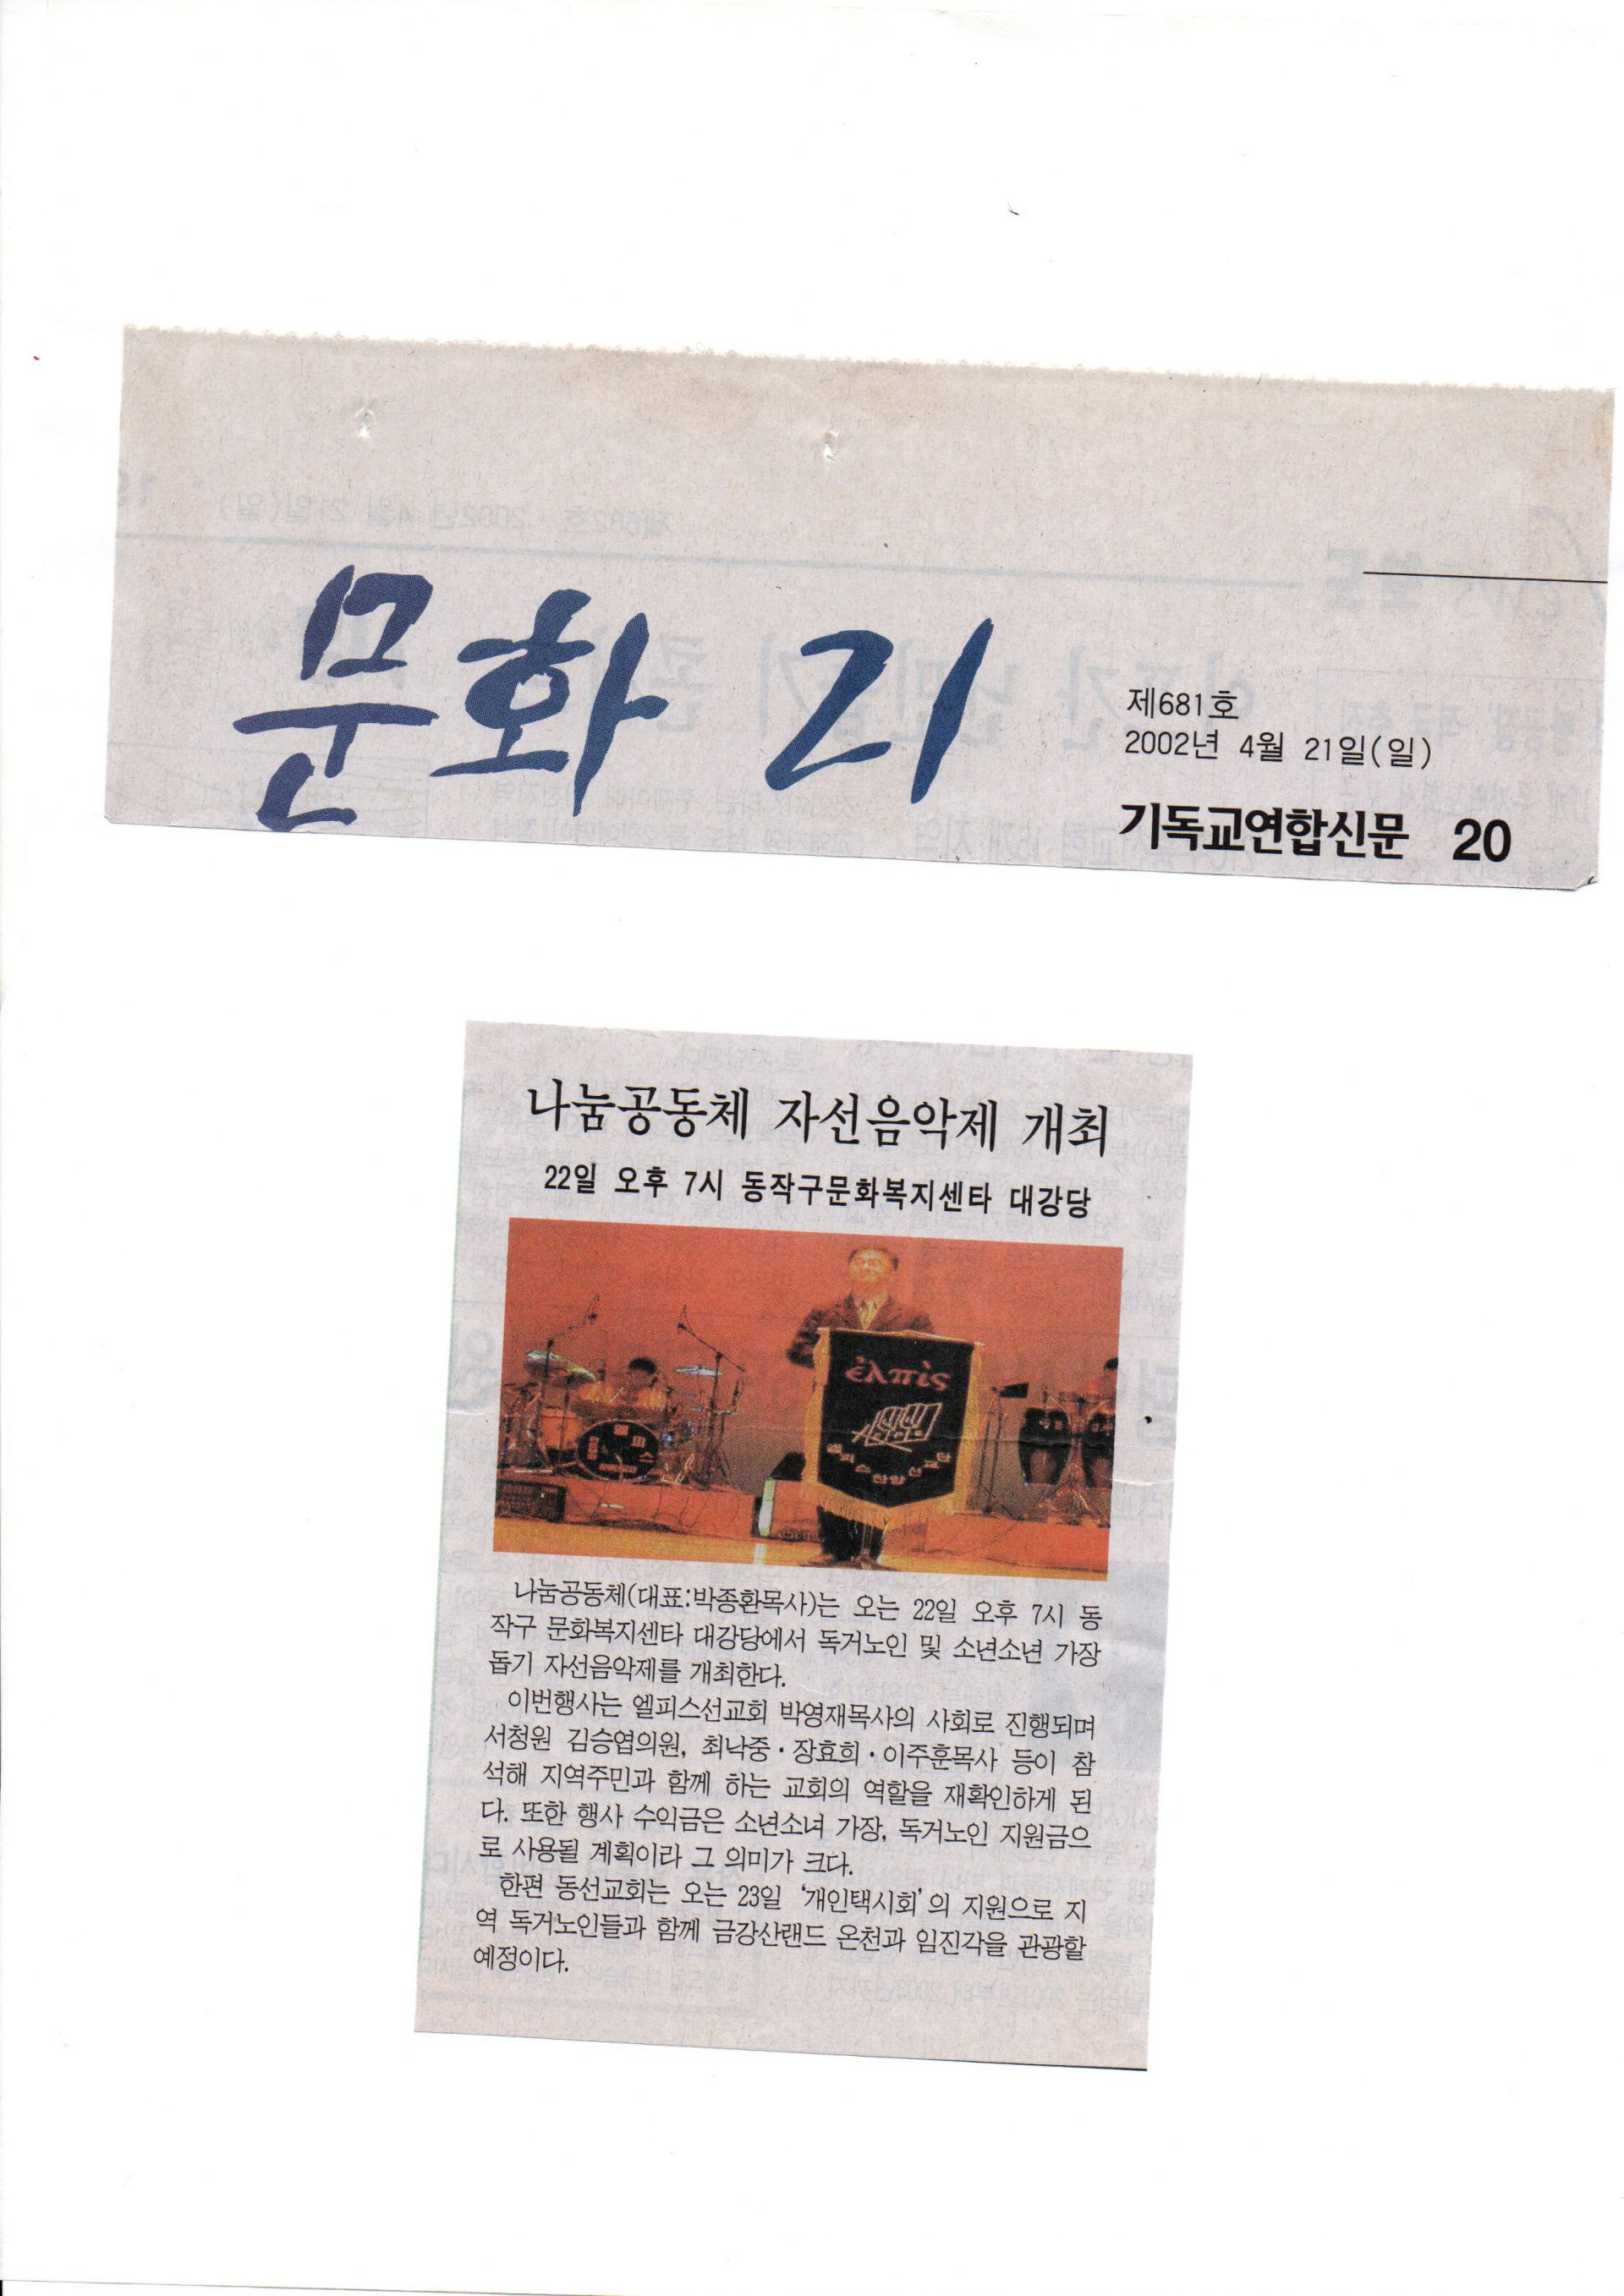 문화 21
제681호
2002년 4월 21일(일)
기독교연합신문 20
나눔공동체 자선음악제 개최
22일 오후 7시 동작구문화복지센타 대강당
ἐλπὶς
엘피스찬양선교단
엘피스
나눔공동체(대표:박종환목사)는 오는 22일 오후 7시 동
작구 문화복지센타 대강당에서 독거노인 및 소년소년 가장
돕기 자선음악제를 개최한다.
이번행사는 엘피스선교회 박영재목사의 사회로 진행되며
서청원 김승엽의원, 최낙중·장효희·이주훈목사 등이 참
석해 지역주민과 함께 하는 교회의 역할을 재확인하게 된
다. 또한 행사 수익금은 소년소녀 가장, 독거노인 지원금으
로 사용될 계획이라 그 의미가 크다.
한편 동선교회는 오는 23일 '개인택시회'의 지원으로 지
역 독거노인들과 함께 금강산랜드 온천과 임진각을 관광할
예정이다.